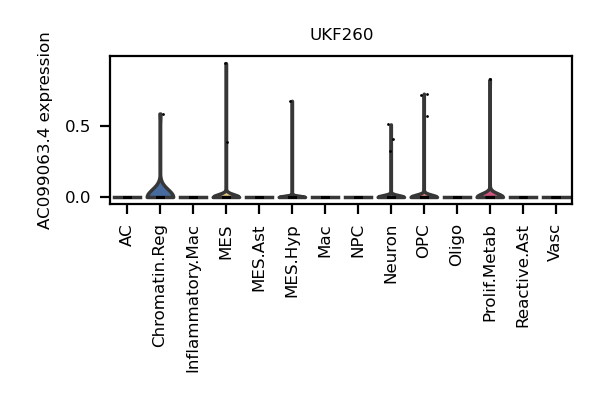 UKF260
AC099063.4 expression
0.5
0.0
AC
Chromatin.Reg
Inflammatory.Mac
MES
MES.Ast
MES.Hyp
Mac
NPC
Neuron
OPC
Oligo
Prolif.Metab
Reactive.Ast
Vasc